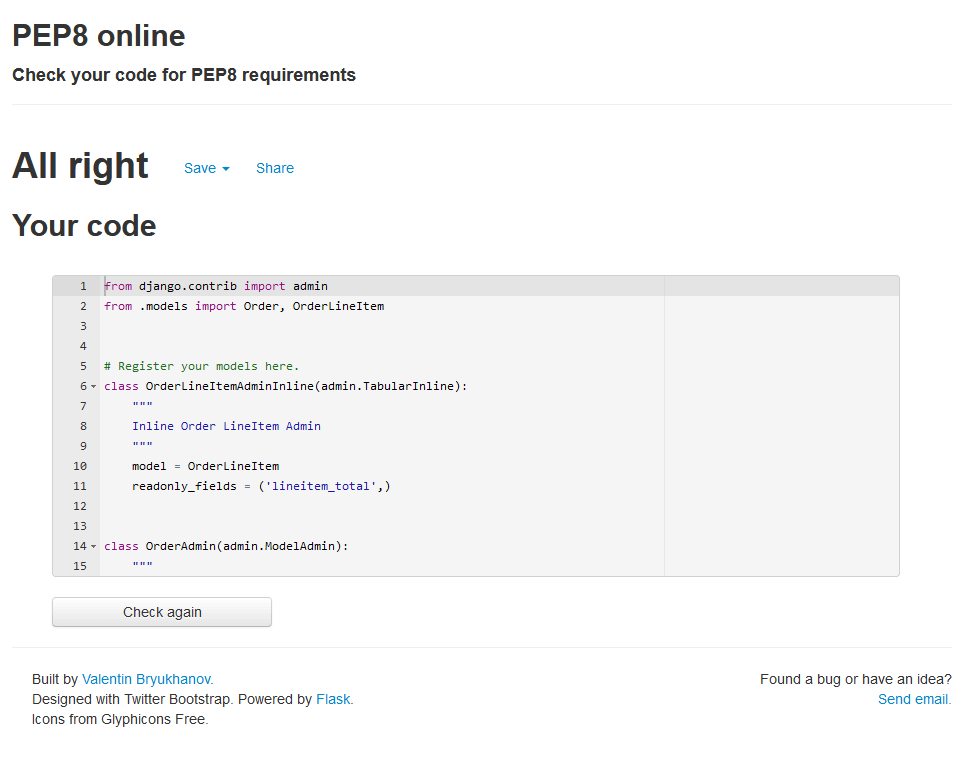 PEP8 online
Check your code for PEP8 requirements
All right Save Share
Your code
1 from django.contrib import admin
2 from .models import Order, OrderLineItem
3
4
5 # Register your models here.
6 class OrderLineItemAdminInline(admin.TabularInline):
7     """
8     Inline Order LineItem Admin
9     """
10     model = OrderLineItem
11     readonly_fields = ('lineitem_total',)
12
13
14 class OrderAdmin(admin.ModelAdmin):
15     """
Check again
Built by Valentin Bryukhanov. Found a bug or have an idea?
Designed with Twitter Bootstrap. Powered by Flask. Send email.
Icons from Glyphicons Free.